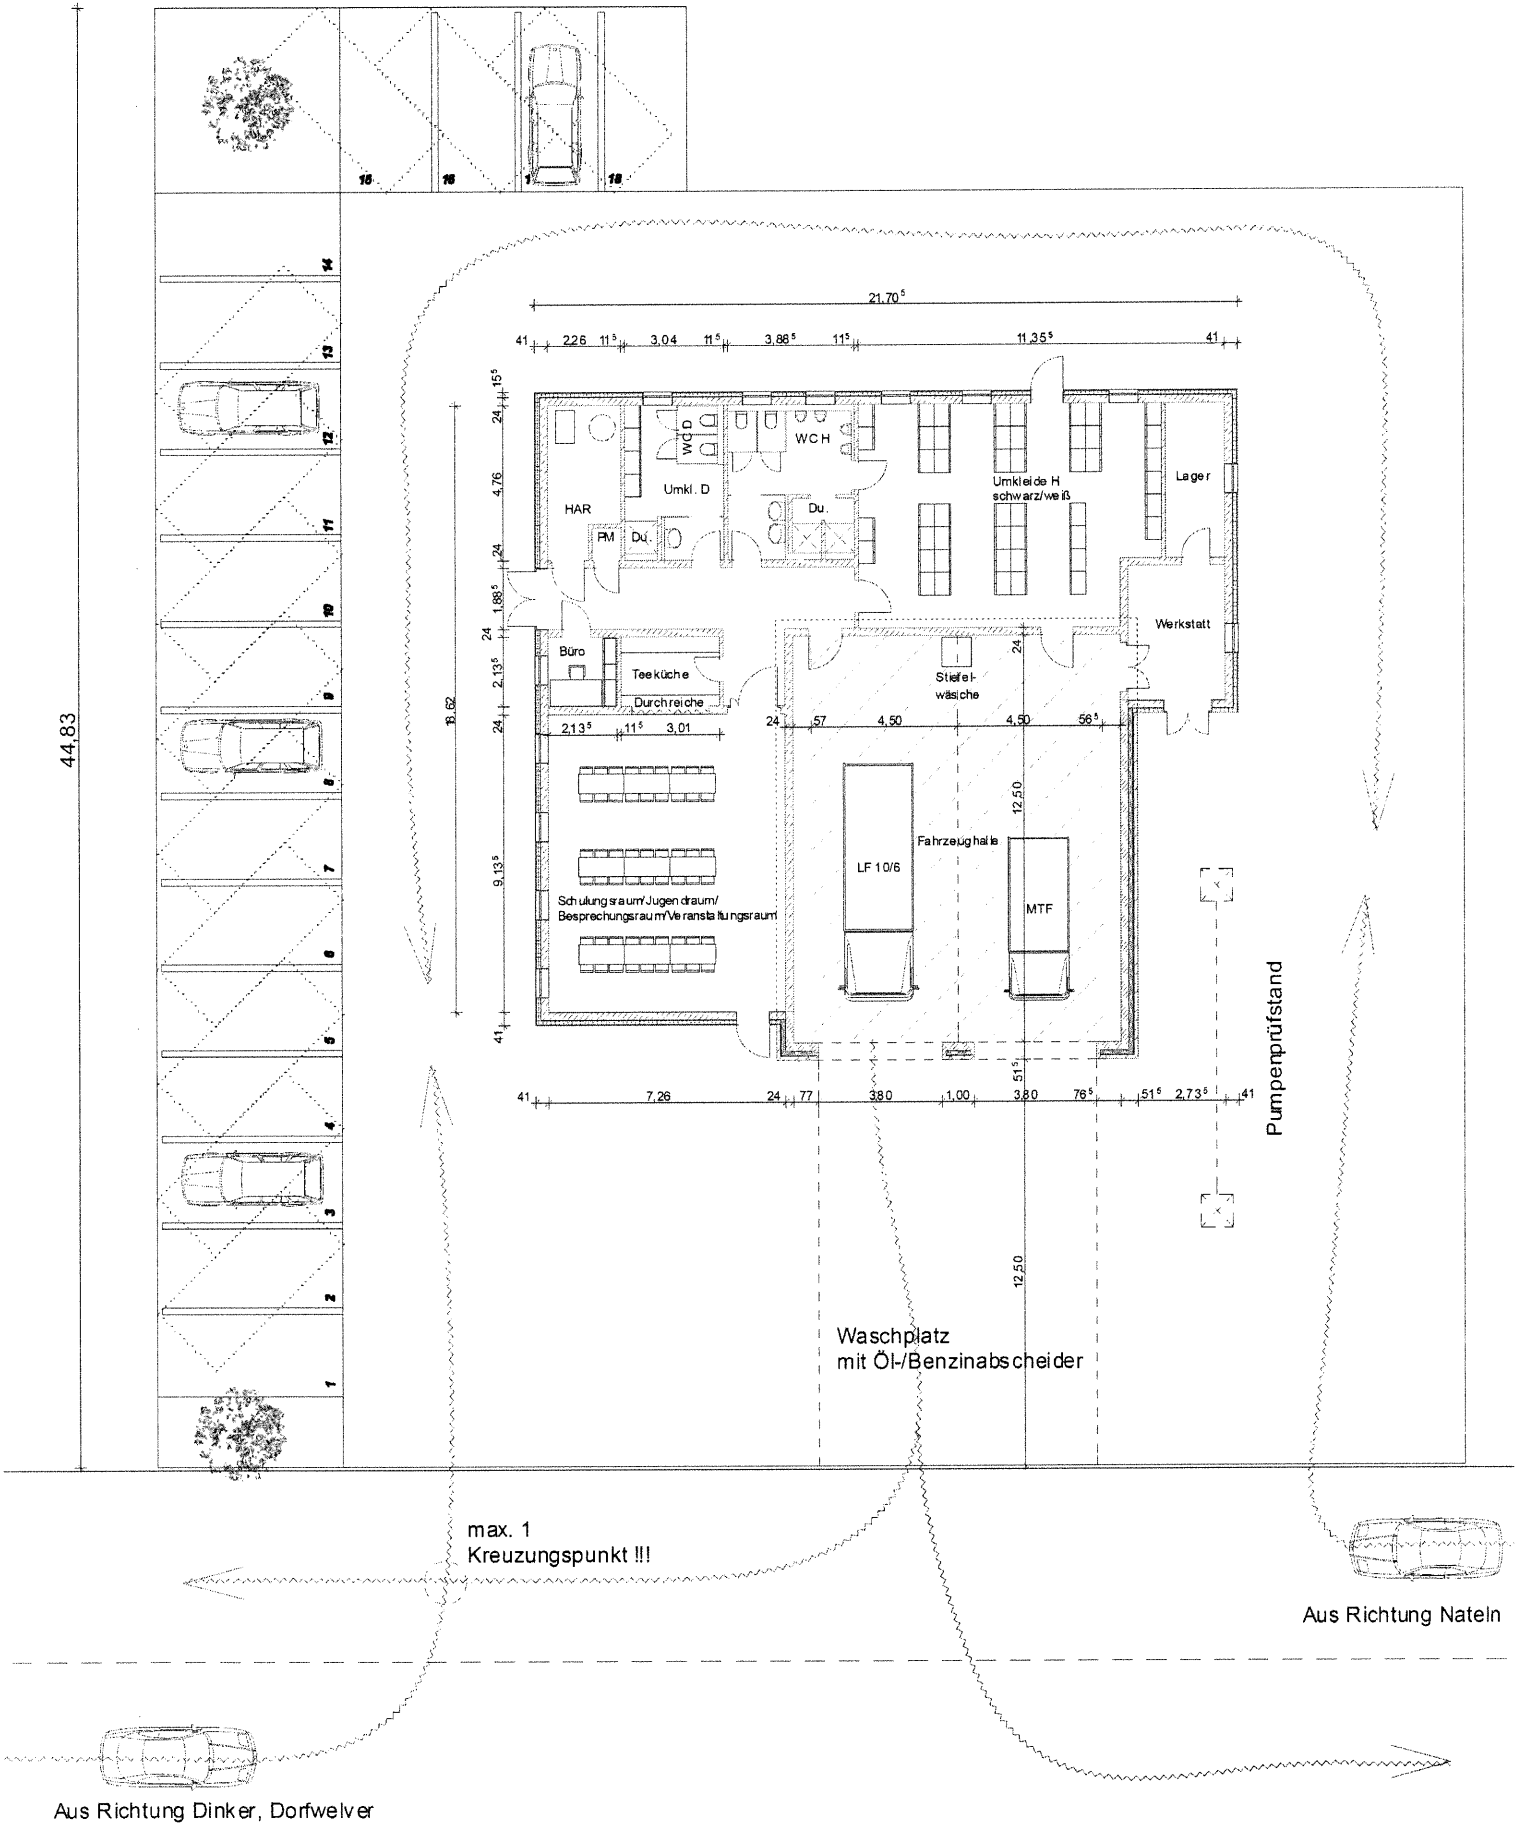 15
16
1
18
14
13
12
11
10
9
8
7
6
5
4
3
2
1
44,83
21,70⁵
41 2,26 11⁵ 3,04 11⁵ 3,88⁵ 11⁵ 11,35⁵ 41
15⁵
24
4,76
24
1,88⁵
24
2,13⁵
24
9,13⁵
41
18,62
HAR
PM
WC D
Umkl. D
Du.
WC H
Du.
Umkleide H
schwarz/weiß
Lager
Werkstatt
Büro
Teeküche
Durchreiche
2,13⁵ 11⁵ 3,01
Stiefel-
wäsche
24
24 57 4,50 4,50 56⁵
12,50
Fahrzeughalle
LF 10/6
MTF
Schulungsraum/Jugendraum/
Besprechungsraum/Veranstaltungsraum
51⁵
41 7,26 24 77 3,80 1,00 3,80 76⁵ 51⁵ 2,73⁵ 41
Pumpenprüfstand
12,50
Waschplatz
mit Öl-/Benzinabscheider
max. 1
Kreuzungspunkt !!!
Aus Richtung Nateln
Aus Richtung Dinker, Dorfwelver